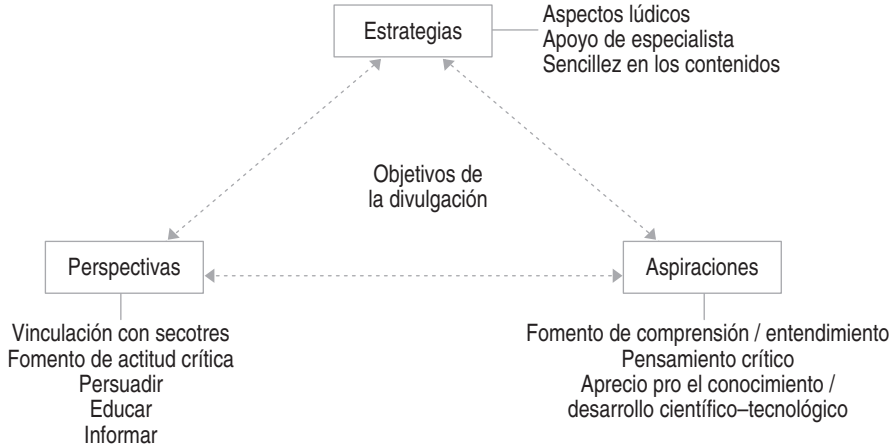 Estrategias
Aspectos lúdicos
Apoyo de especialista
Sencillez en los contenidos
Objetivos de
la divulgación
Perspectivas
Aspiraciones
Vinculación con secotres
Fomento de actitud crítica
Persuadir
Educar
Informar
Fomento de comprensión / entendimiento
Pensamiento crítico
Aprecio pro el conocimiento /
desarrollo científico–tecnológico